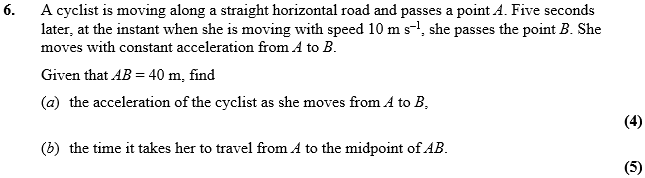 6. A cyclist is moving along a straight horizontal road and passes a point A. Five seconds
later, at the instant when she is moving with speed 10 m s⁻¹, she passes the point B. She
moves with constant acceleration from A to B.
Given that AB = 40 m, find
(a) the acceleration of the cyclist as she moves from A to B,
(4)
(b) the time it takes her to travel from A to the midpoint of AB.
(5)